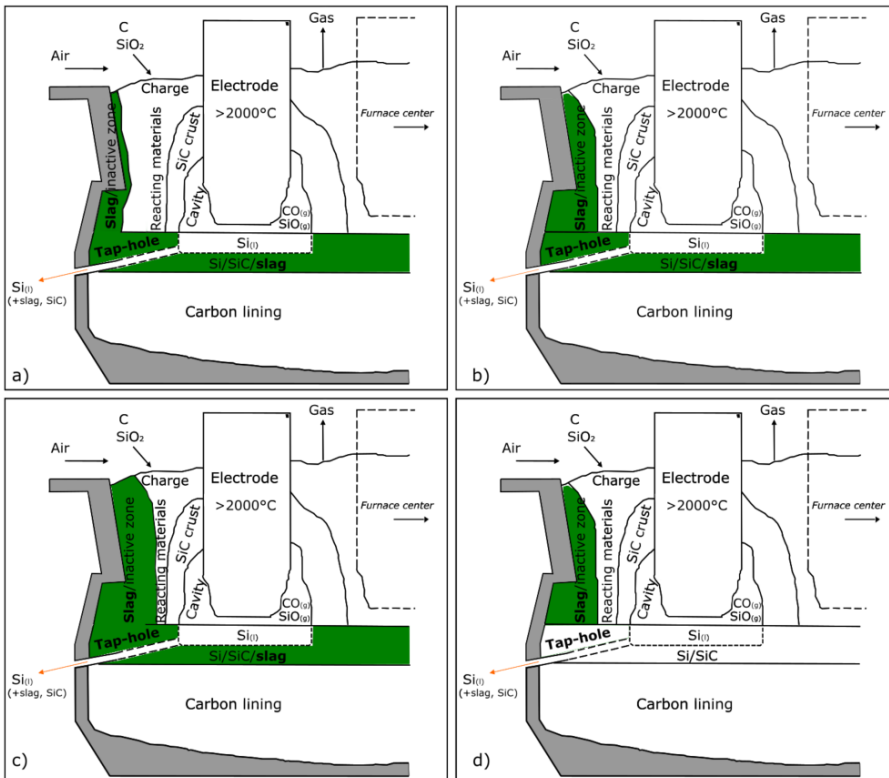 C
SiO₂
Air
Gas
Charge
Electrode
>2000°C
Furnace center
Slag/inactive zone
Reacting materials
SiC crust
Cavity
CO(g)
SiO(g)
Tap-hole
Si(l)
Si/SiC/slag
Si(l)
(+slag, SiC)
Carbon lining
a)
C
SiO₂
Air
Gas
Charge
Electrode
>2000°C
Furnace center
Slag/inactive zone
Reacting materials
SiC crust
Cavity
CO(g)
SiO(g)
Tap-hole
Si(l)
Si/SiC/slag
Si(l)
(+slag, SiC)
Carbon lining
b)
C
SiO₂
Air
Gas
Charge
Electrode
>2000°C
Furnace center
Slag/inactive zone
Reacting materials
SiC crust
Cavity
CO(g)
SiO(g)
Tap-hole
Si(l)
Si/SiC/slag
Si(l)
(+slag, SiC)
Carbon lining
c)
C
SiO₂
Air
Gas
Charge
Electrode
>2000°C
Furnace center
Slag/inactive zone
Reacting materials
SiC crust
Cavity
CO(g)
SiO(g)
Tap-hole
Si(l)
Si/SiC
Si(l)
(+slag, SiC)
Carbon lining
d)